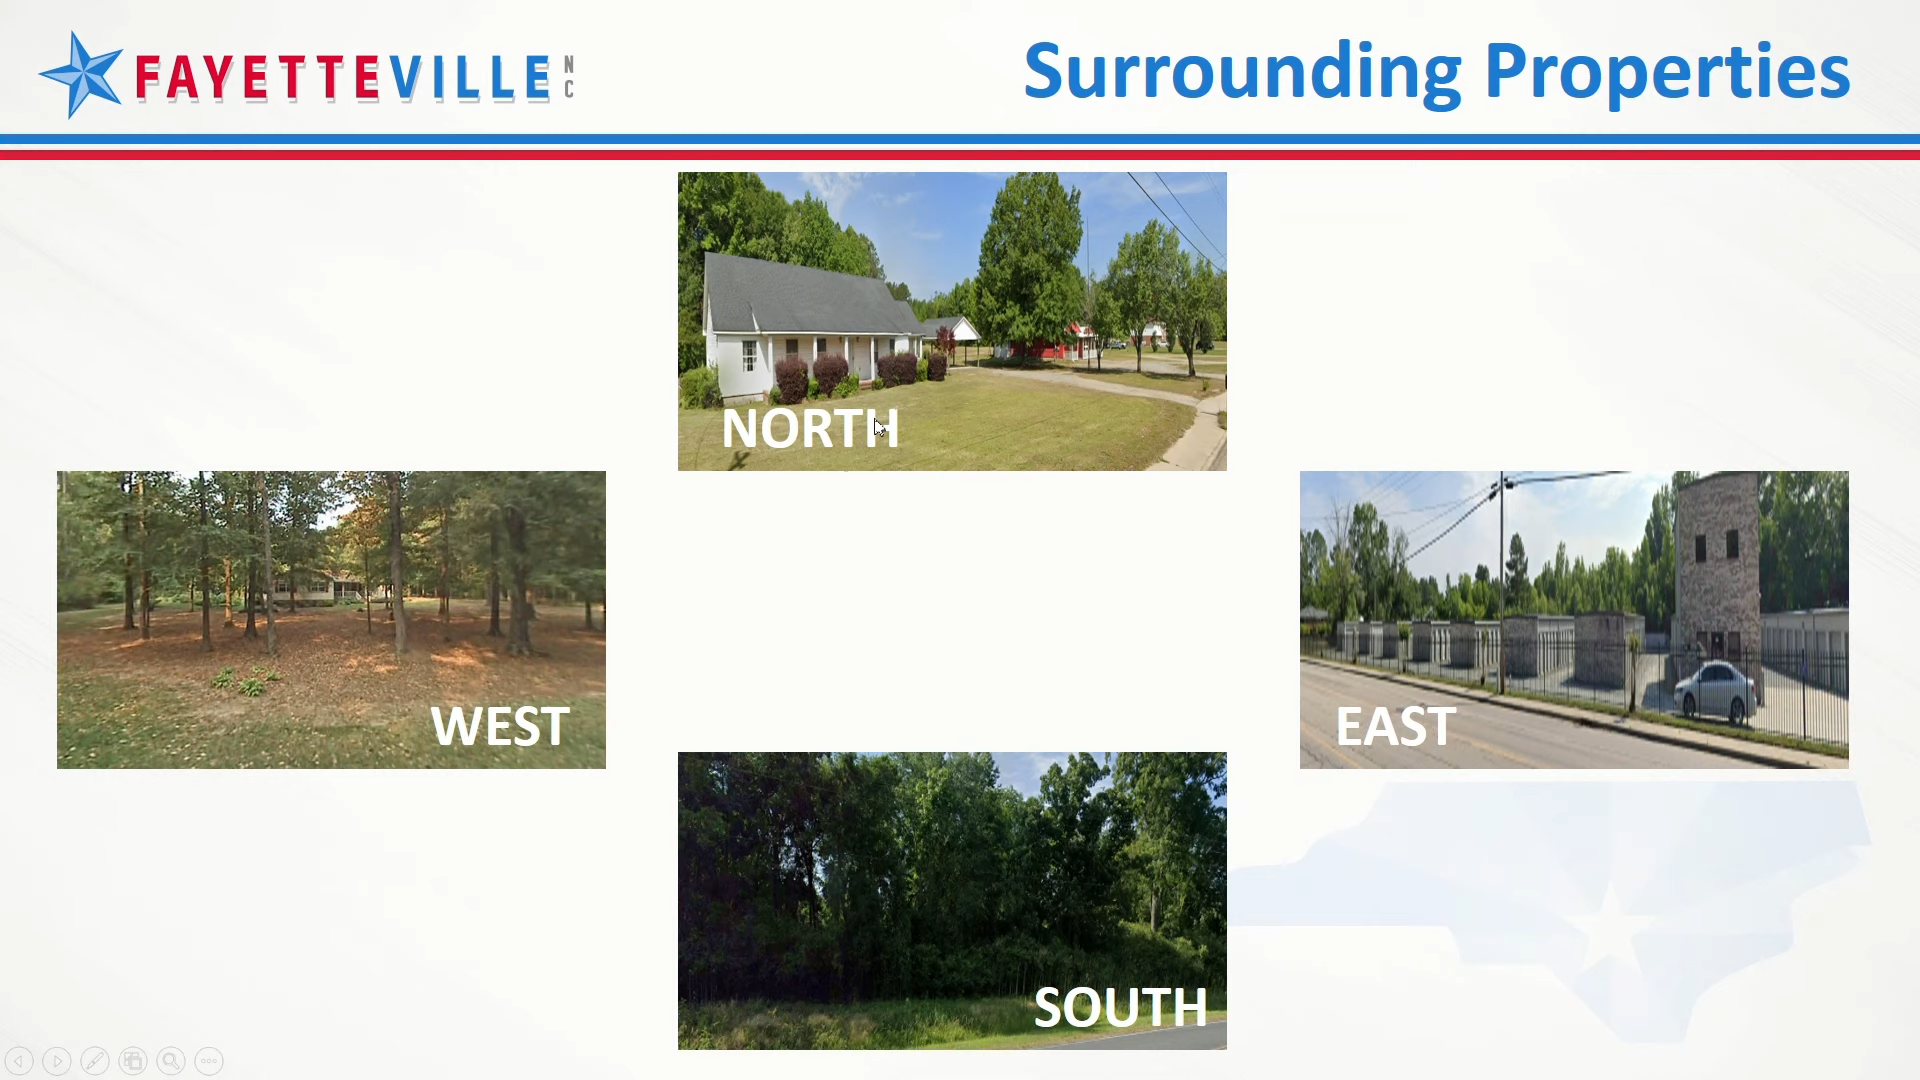 FAYETTEVILLE NC
Surrounding Properties
NORTH
WEST
EAST
SOUTH